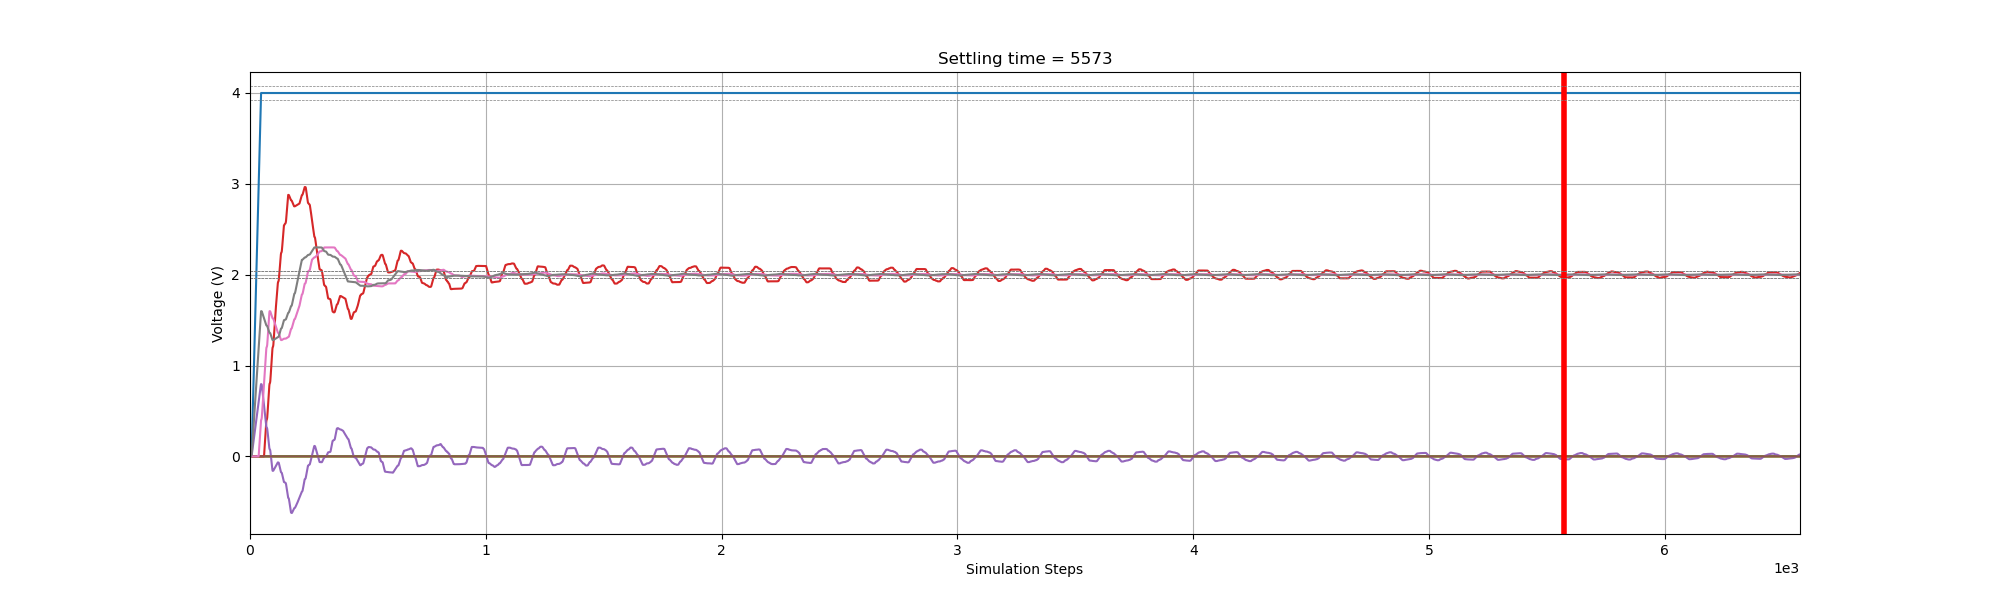 Settling time = 5573
Voltage (V)
4
3
2
1
0
0 1 2 3 4 5 6
1e3
Simulation Steps